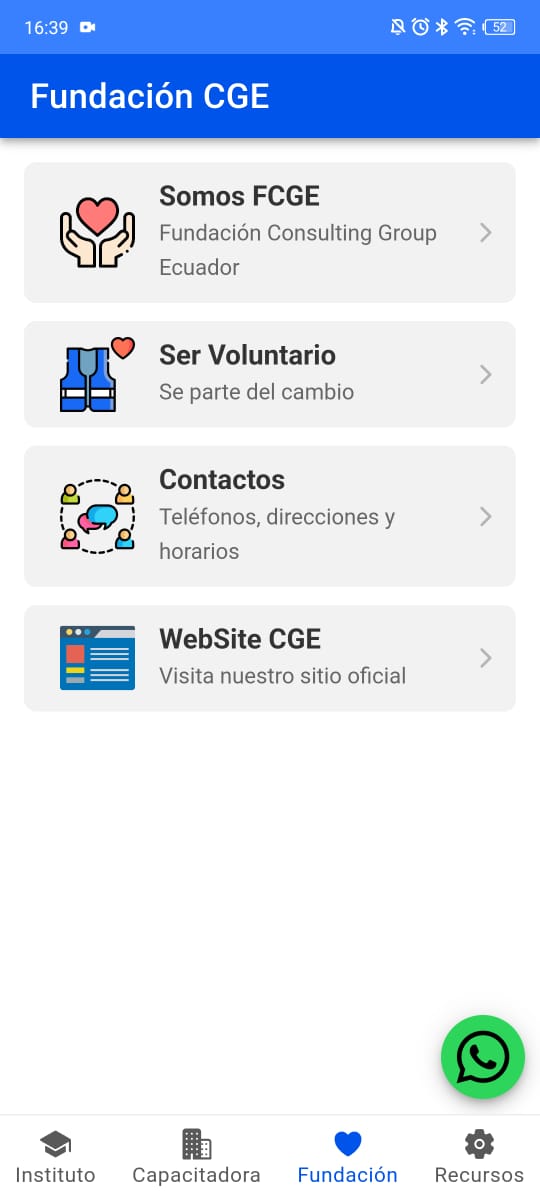 16:39
52
Fundación CGE
Somos FCGE
Fundación Consulting Group
Ecuador
Ser Voluntario
Se parte del cambio
Contactos
Teléfonos, direcciones y
horarios
WebSite CGE
Visita nuestro sitio oficial
Instituto
Capacitadora
Fundación
Recursos